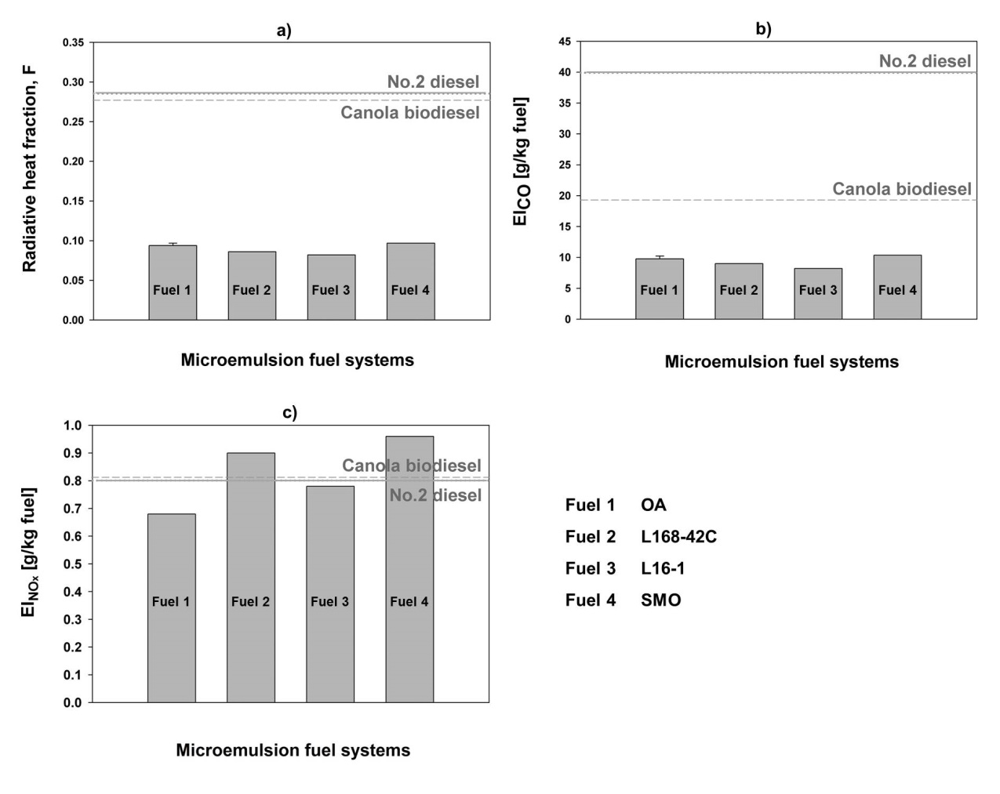 a)
Radiative heat fraction, F
0.35
0.30
0.25
0.20
0.15
0.10
0.05
0.00
No.2 diesel
Canola biodiesel
Fuel 1 Fuel 2 Fuel 3 Fuel 4
Microemulsion fuel systems
b)
EICO [g/kg fuel]
45
40
35
30
25
20
15
10
5
0
No.2 diesel
Canola biodiesel
Fuel 1 Fuel 2 Fuel 3 Fuel 4
Microemulsion fuel systems
c)
EINOx [g/kg fuel]
1.0
0.9
0.8
0.7
0.6
0.5
0.4
0.3
0.2
0.1
0.0
Canola biodiesel
No.2 diesel
Fuel 1 Fuel 2 Fuel 3 Fuel 4
Microemulsion fuel systems
Fuel 1 OA
Fuel 2 L168-42C
Fuel 3 L16-1
Fuel 4 SMO